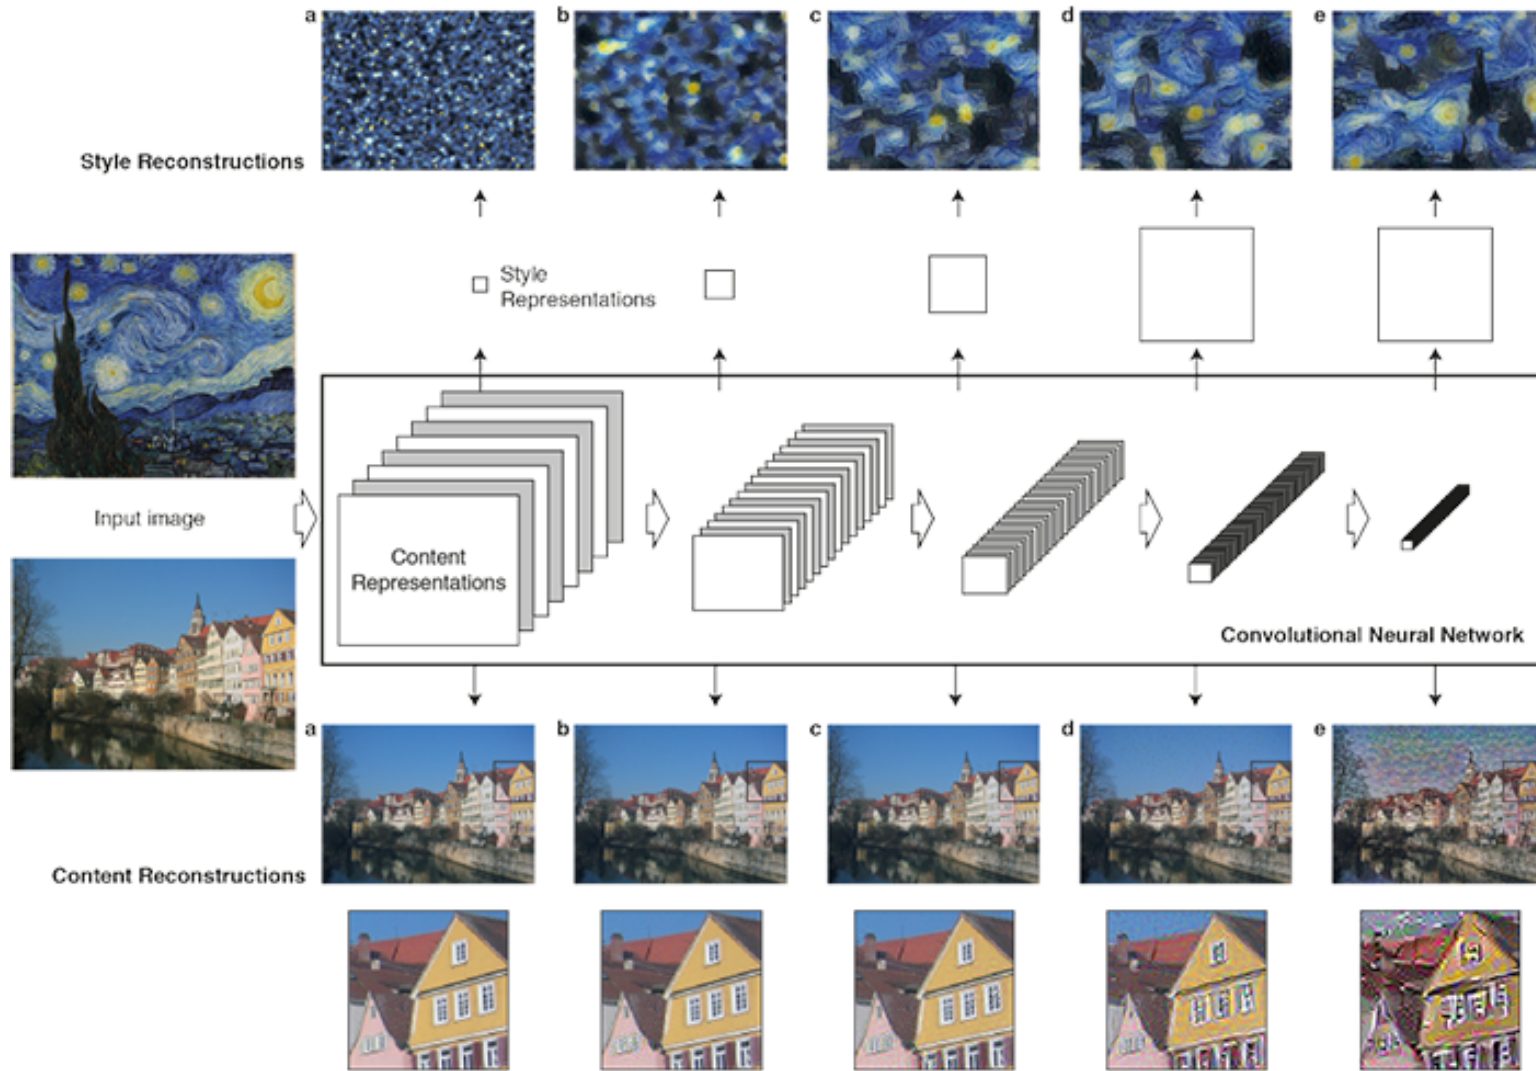 a b c d e
Style Reconstructions
Style
Representations
Input image
Content
Representations
Convolutional Neural Network
a b c d e
Content Reconstructions